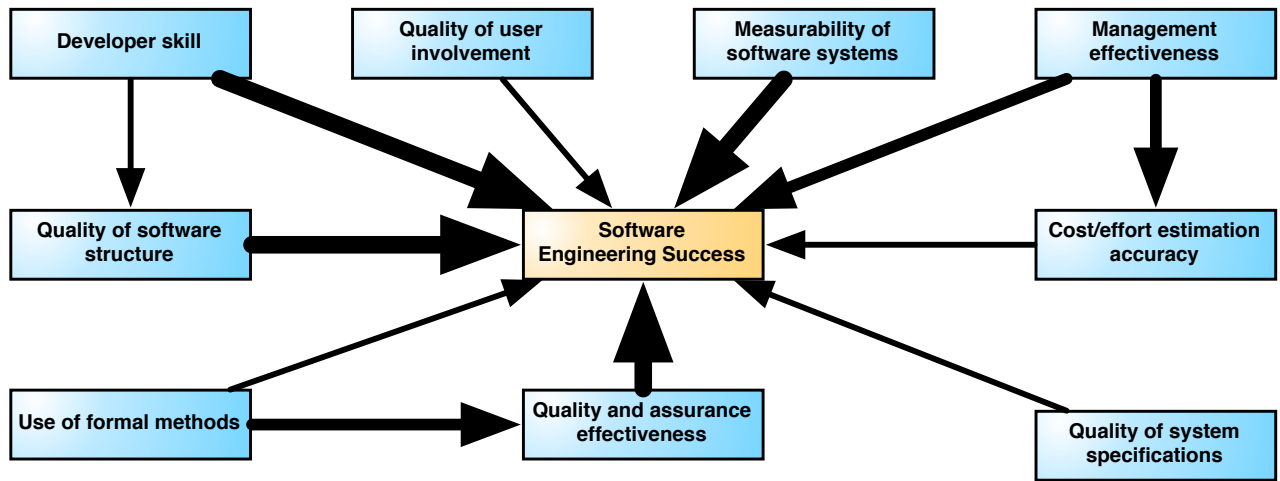 Developer skill
Quality of user
involvement
Measurability of
software systems
Management
effectiveness
Quality of software
structure
Software
Engineering Success
Cost/effort estimation
accuracy
Use of formal methods
Quality and assurance
effectiveness
Quality of system
specifications